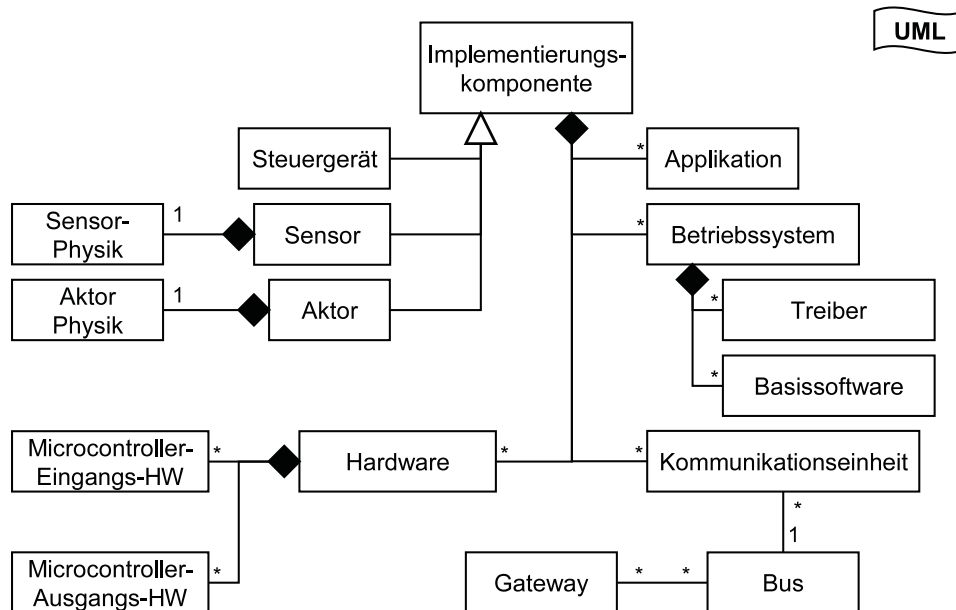 UML
Implementierungs-
komponente
Steuergerät
* Applikation
Sensor-
Physik
1
Sensor
* Betriebssystem
Aktor
Physik
1
Aktor
* Treiber
* Basissoftware
Microcontroller-
Eingangs-HW
*
Hardware
*
* Kommunikationseinheit
*
1
Microcontroller-
Ausgangs-HW
*
Gateway
* *
Bus